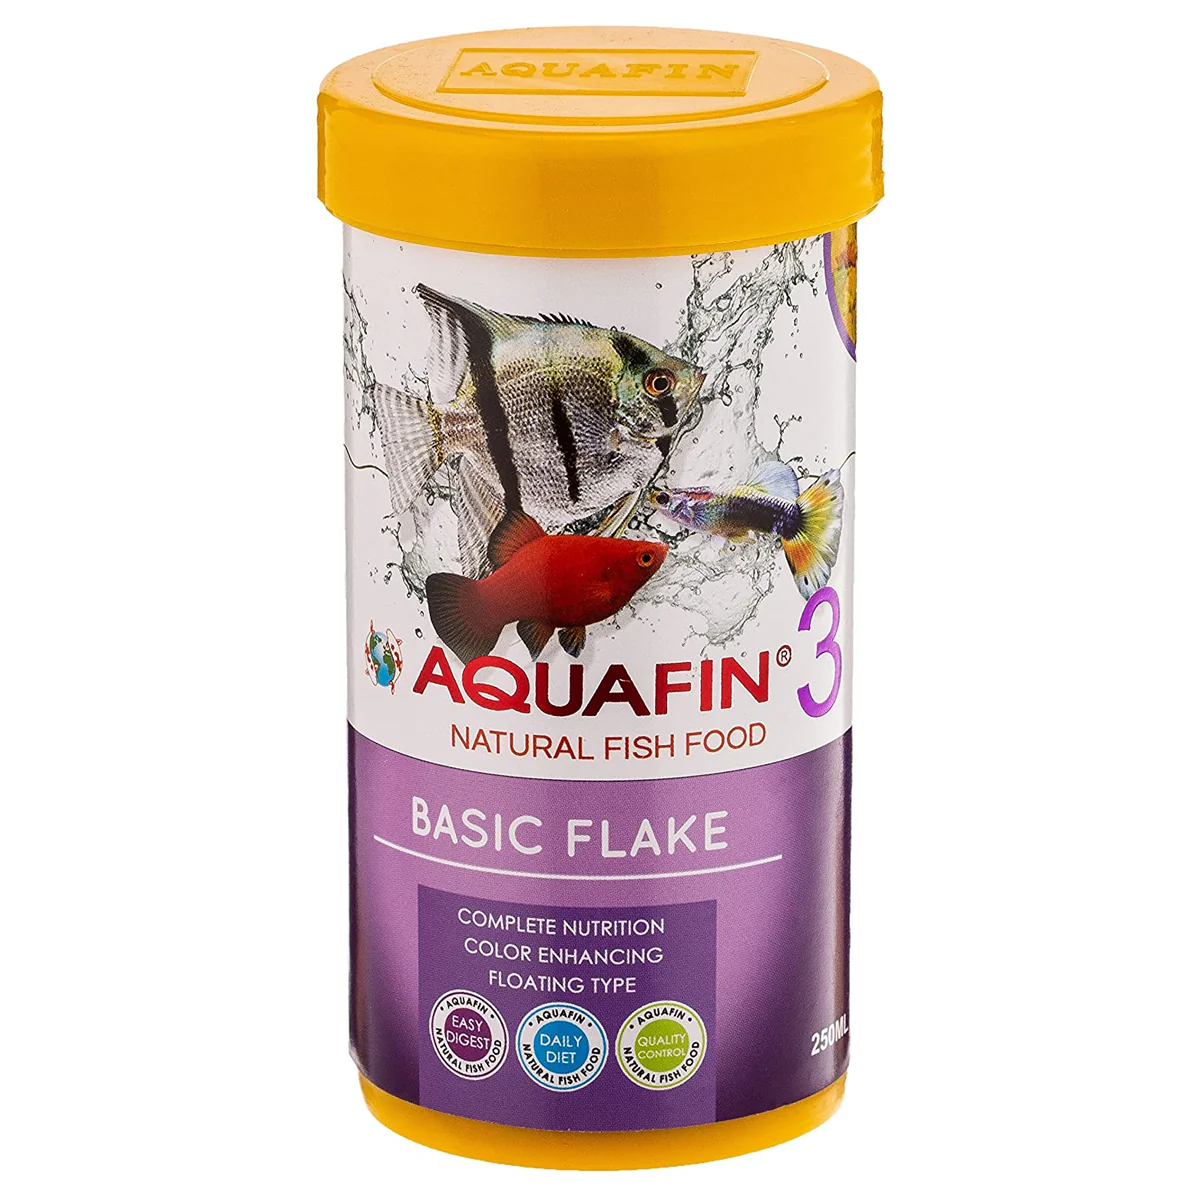 AQUAFIN
AQUAFIN® 3
NATURAL FISH FOOD
BASIC FLAKE
COMPLETE NUTRITION
COLOR ENHANCING
FLOATING TYPE
• AQUAFIN •
EASY
DIGEST
NATURAL FISH FOOD
• AQUAFIN •
DAILY
DIET
NATURAL FISH FOOD
• AQUAFIN •
QUALITY
CONTROL
NATURAL FISH FOOD
250ML